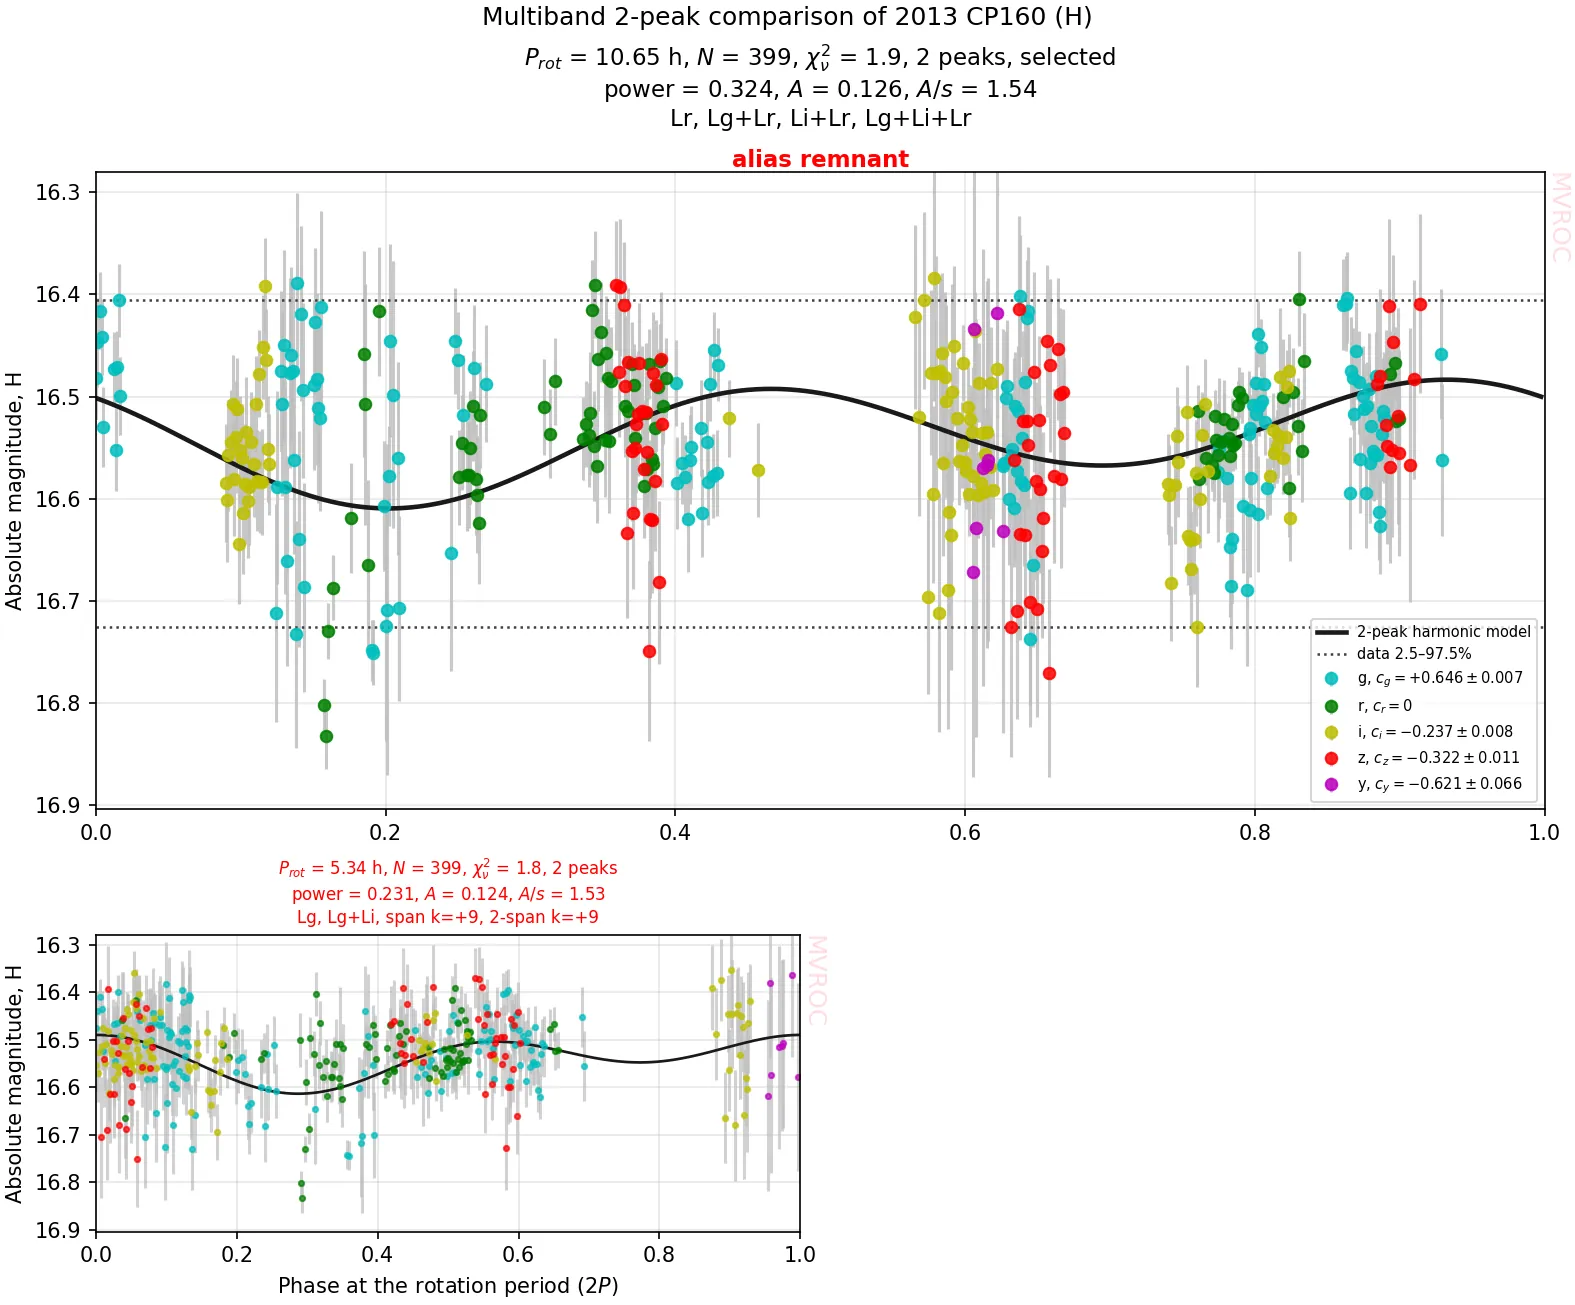 Multiband 2-peak comparison of 2013 CP160 (H)
P_rot = 10.65 h, N = 399, χ²_ν = 1.9, 2 peaks, selected
power = 0.324, A = 0.126, A/s = 1.54
Lr, Lg+Lr, Li+Lr, Lg+Li+Lr
alias remnant
MVROC
Absolute magnitude, H
16.3
16.4
16.5
16.6
16.7
16.8
16.9
2-peak harmonic model
data 2.5–97.5%
g, c_g = +0.646 ± 0.007
r, c_r = 0
i, c_i = −0.237 ± 0.008
z, c_z = −0.322 ± 0.011
y, c_y = −0.621 ± 0.066
0.0 0.2 0.4 0.6 0.8 1.0
P_rot = 5.34 h, N = 399, χ²_ν = 1.8, 2 peaks
power = 0.231, A = 0.124, A/s = 1.53
Lg, Lg+Li, span k=+9, 2-span k=+9
MVROC
Absolute magnitude, H
16.3
16.4
16.5
16.6
16.7
16.8
16.9
0.0 0.2 0.4 0.6 0.8 1.0
Phase at the rotation period (2P)